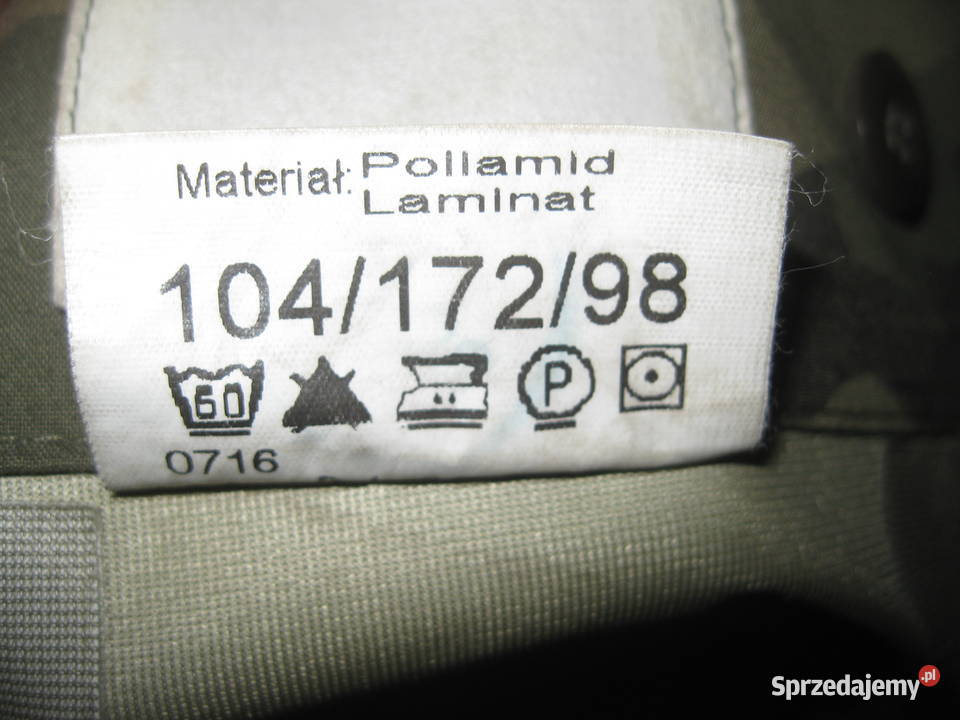 Materiał: Poliamid
Laminat
104/172/98
60 P
0716
Sprzedajemy.pl